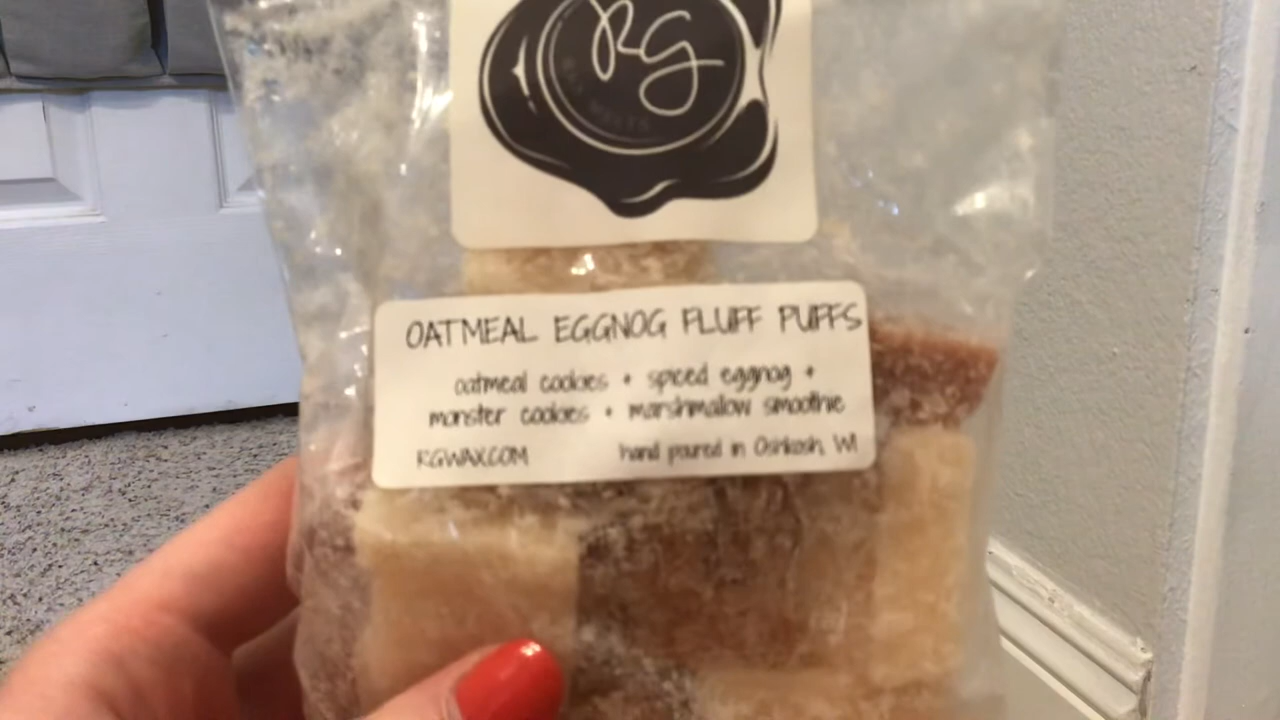 RG
OATMEAL EGGNOG FLUFF PUFFS
oatmeal cookies + spiced eggnog +
monster cookies + marshmallow smoothie
RGWAX.COM hand poured in Oshkosh, WI